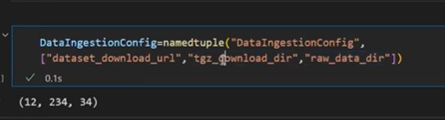 DataIngestionConfig=namedtuple("DataIngestionConfig",
["dataset_download_url","tgz_download_dir","raw_data_dir"])
0.1s
(12, 234, 34)